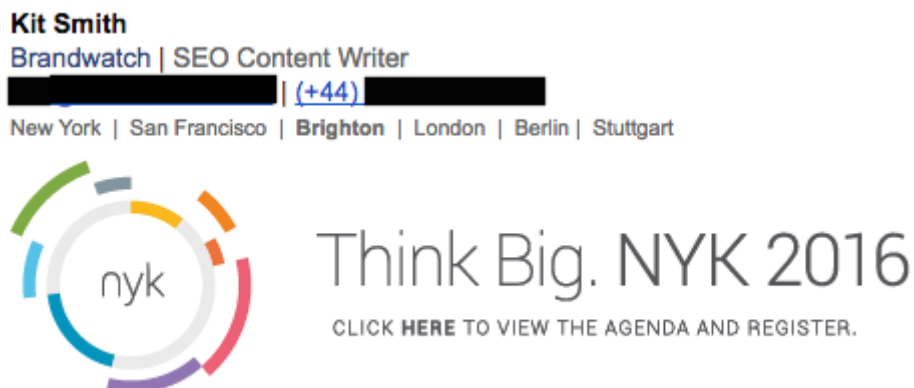 Kit Smith
Brandwatch | SEO Content Writer
| (+44)
New York | San Francisco | Brighton | London | Berlin | Stuttgart
nyk
Think Big. NYK 2016
CLICK HERE TO VIEW THE AGENDA AND REGISTER.